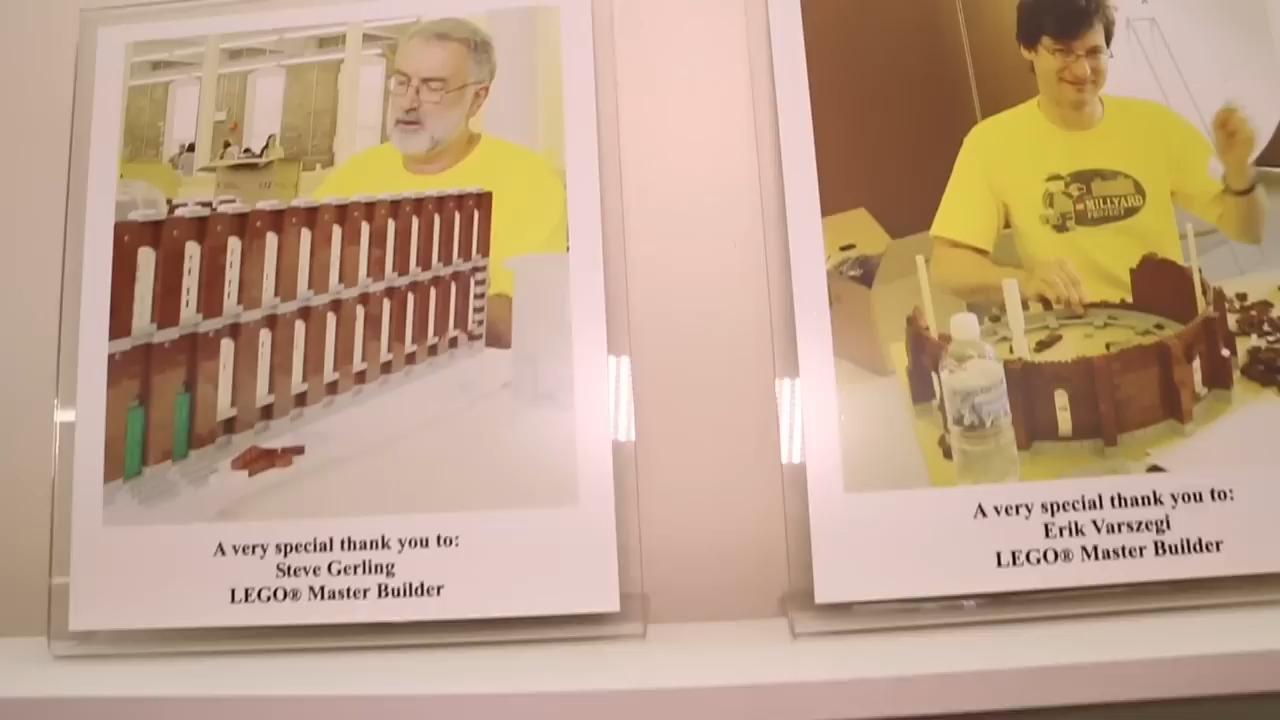 A very special thank you to:
Steve Gerling
LEGO® Master Builder
MILLYARD
PROJECT
A very special thank you to:
Erik Varszegi
LEGO® Master Builder